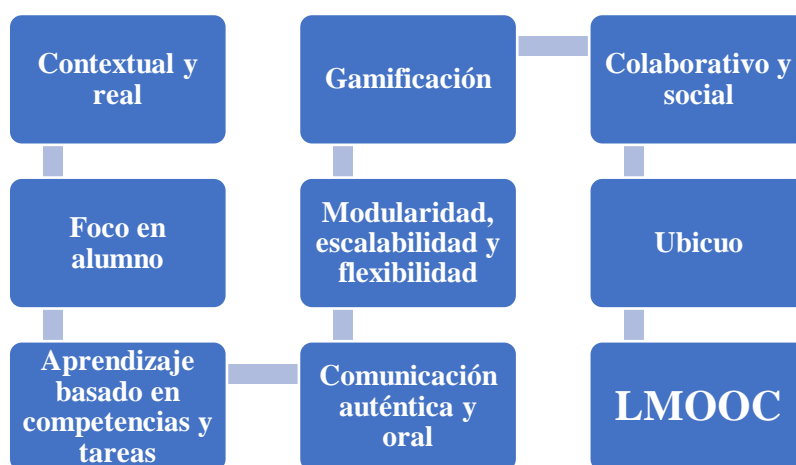 Contextual y
real
Foco en
alumno
Aprendizaje
basado en
competencias y
tareas
Comunicación
auténtica y
oral
Modularidad,
escalabilidad y
flexibilidad
Gamificación
Colaborativo y
social
Ubicuo
LMOOC